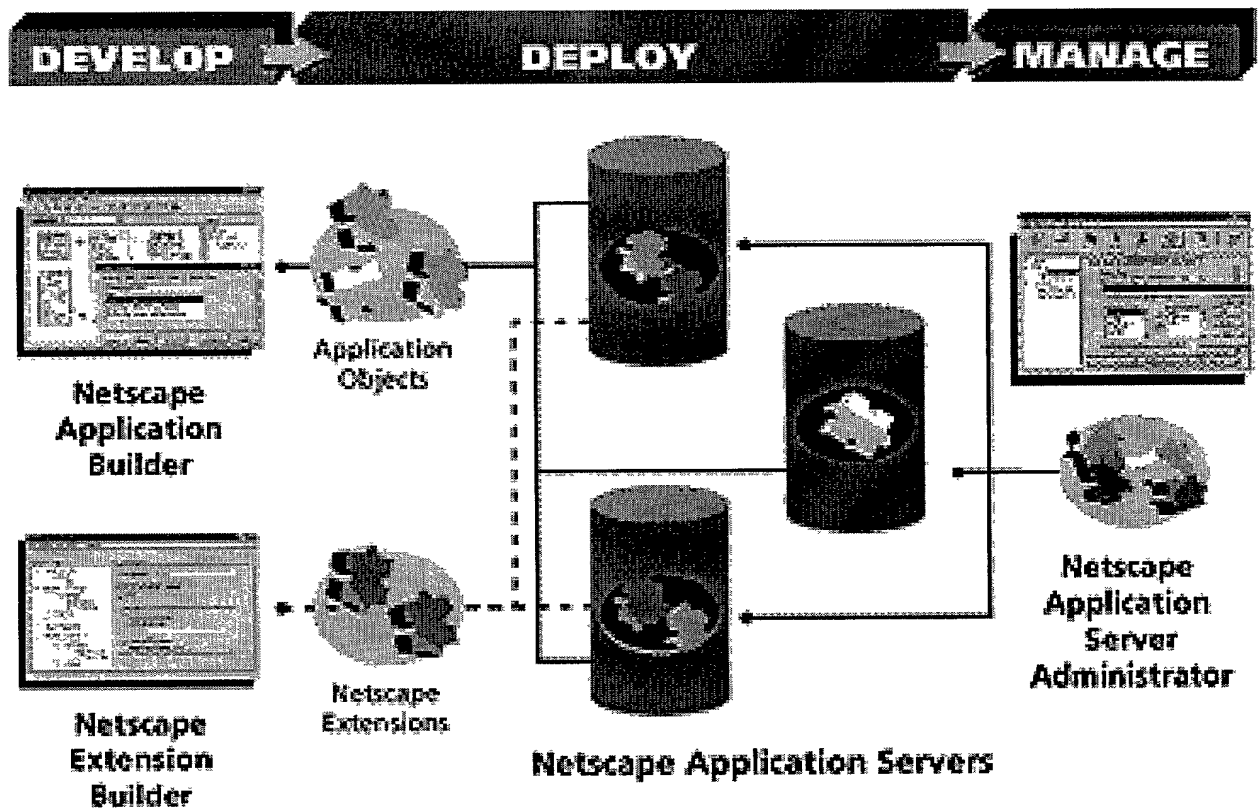 DEVELOP
DEPLOY
MANAGE
Application
Objects
Netscape
Application
Builder
Netscape
Extensions
Netscape
Extension
Builder
Netscape Application Servers
Netscape
Application
Server
Administrator